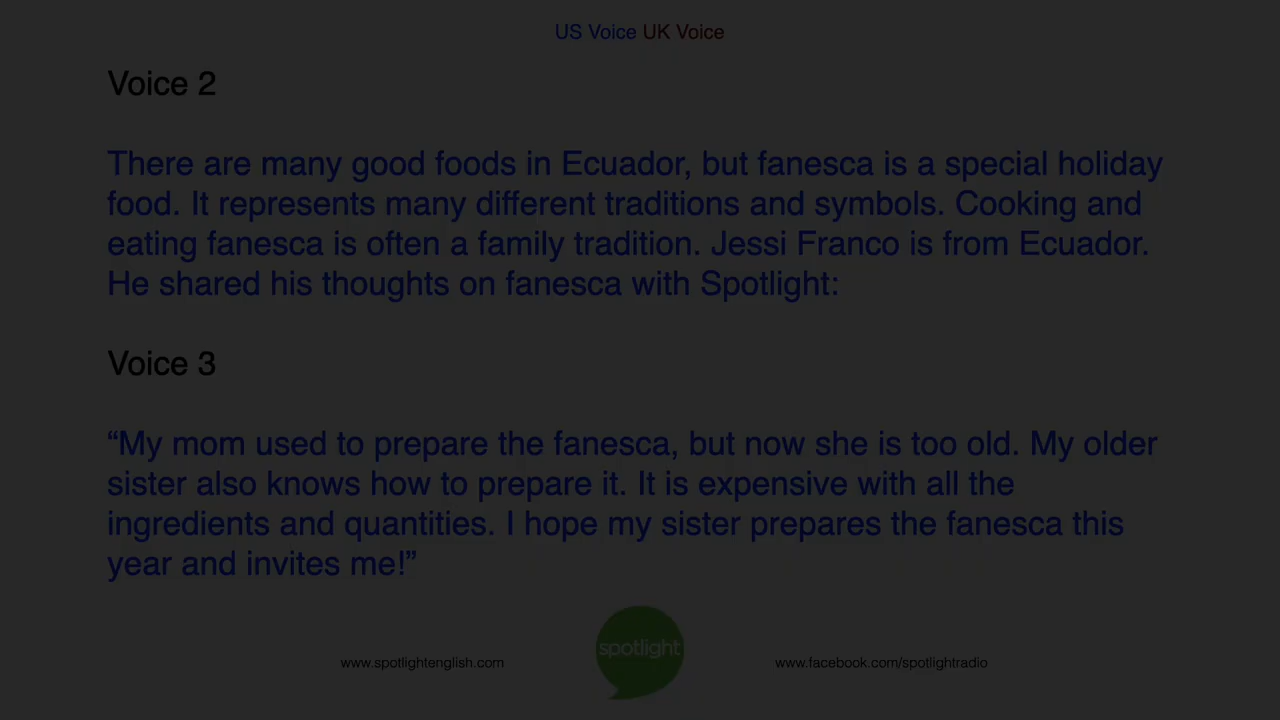 US Voice UK Voice
Voice 2
There are many good foods in Ecuador, but fanesca is a special holiday
food. It represents many different traditions and symbols. Cooking and
eating fanesca is often a family tradition. Jessi Franco is from Ecuador.
He shared his thoughts on fanesca with Spotlight:
Voice 3
“My mom used to prepare the fanesca, but now she is too old. My older
sister also knows how to prepare it. It is expensive with all the
ingredients and quantities. I hope my sister prepares the fanesca this
year and invites me!”
spotlight
www.spotlightenglish.com
www.facebook.com/spotlightradio